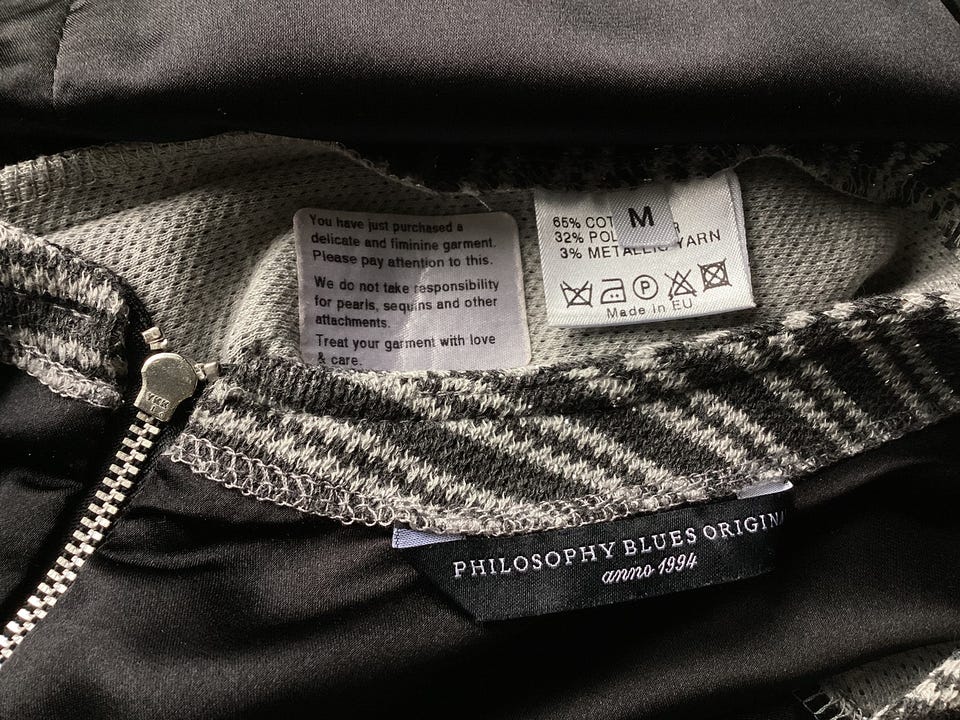 You have just purchased a
delicate and fiminine garment.
Please pay attention to this.
We do not take responsibility
for pearls, sequins and other
attachments.
Treat your garment with love
& care.
M
65% COT
32% POL R
3% METALLIC YARN
P
Made in EU
PHILOSOPHY BLUES ORIGIN
anno 1994